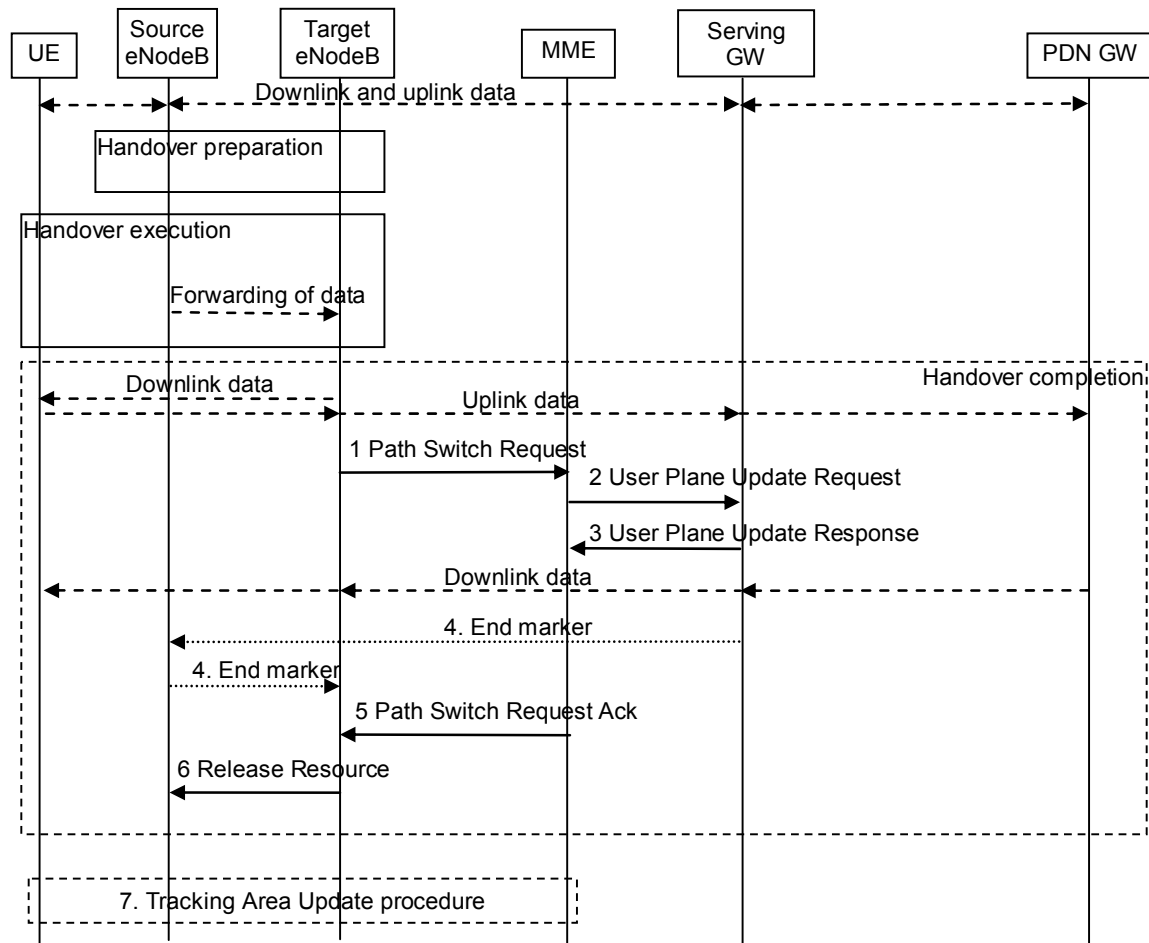 UE
Source
eNodeB
Target
eNodeB
MME
Serving
GW
PDN GW
Downlink and uplink data
Handover preparation
Handover execution
Forwarding of data
Handover completion
Downlink data
Uplink data
1 Path Switch Request
2 User Plane Update Request
3 User Plane Update Response
Downlink data
4. End marker
4. End marker
5 Path Switch Request Ack
6 Release Resource
7. Tracking Area Update procedure